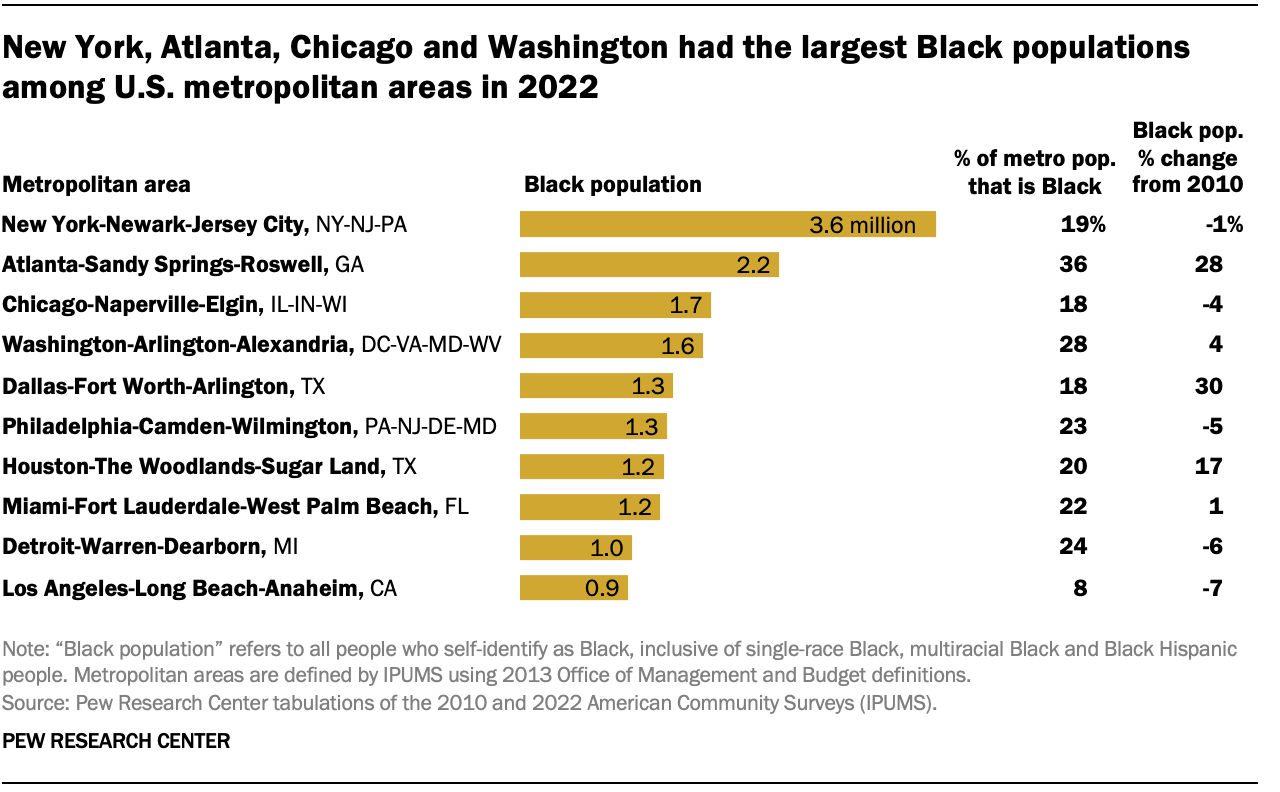 New York, Atlanta, Chicago and Washington had the largest Black populations
among U.S. metropolitan areas in 2022
Metropolitan area Black population % of metro pop. that is Black Black pop. % change from 2010
New York-Newark-Jersey City, NY-NJ-PA 3.6 million 19% -1%
Atlanta-Sandy Springs-Roswell, GA 2.2 36 28
Chicago-Naperville-Elgin, IL-IN-WI 1.7 18 -4
Washington-Arlington-Alexandria, DC-VA-MD-WV 1.6 28 4
Dallas-Fort Worth-Arlington, TX 1.3 18 30
Philadelphia-Camden-Wilmington, PA-NJ-DE-MD 1.3 23 -5
Houston-The Woodlands-Sugar Land, TX 1.2 20 17
Miami-Fort Lauderdale-West Palm Beach, FL 1.2 22 1
Detroit-Warren-Dearborn, MI 1.0 24 -6
Los Angeles-Long Beach-Anaheim, CA 0.9 8 -7
Note: “Black population” refers to all people who self-identify as Black, inclusive of single-race Black, multiracial Black and Black Hispanic
people. Metropolitan areas are defined by IPUMS using 2013 Office of Management and Budget definitions.
Source: Pew Research Center tabulations of the 2010 and 2022 American Community Surveys (IPUMS).
PEW RESEARCH CENTER